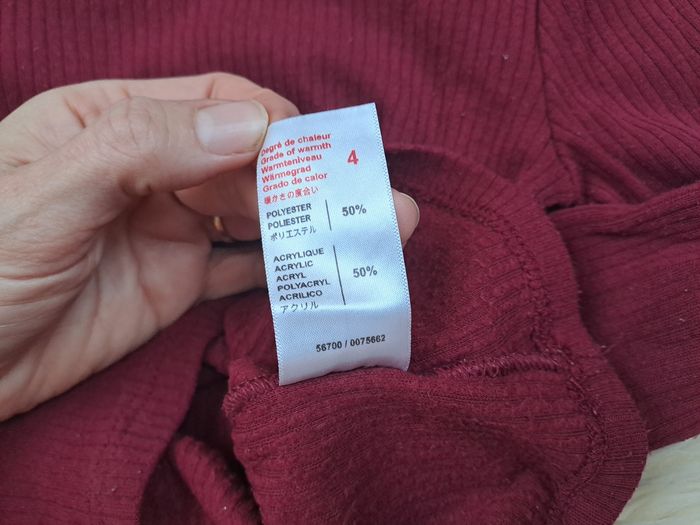 Degré de chaleur
Grade of warmth
Warmteniveau
Wärmegrad
Grado de calor
暖かさの度合い
4
POLYESTER
POLIESTER
ポリエステル
50%
ACRYLIQUE
ACRYLIC
ACRYL
POLYACRYL
ACRILICO
アクリル
50%
56700 / 0075662